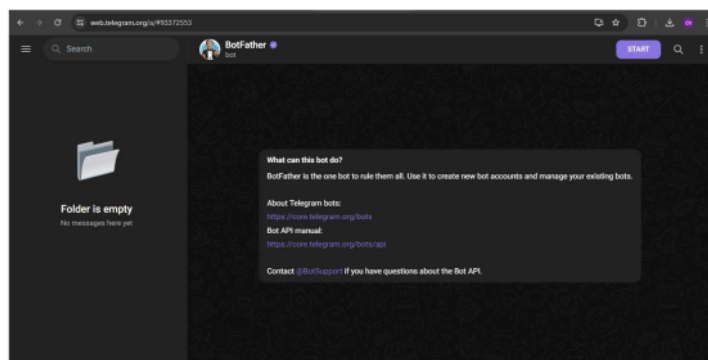 web.telegram.org/a/#93372553
Search
BotFather
bot
START
What can this bot do?
BotFather is the one bot to rule them all. Use it to create new bot accounts and manage your existing bots.
About Telegram bots:
https://core.telegram.org/bots
Bot API manual:
https://core.telegram.org/bots/api
Contact @BotSupport if you have questions about the Bot API.
Folder is empty
No messages here yet